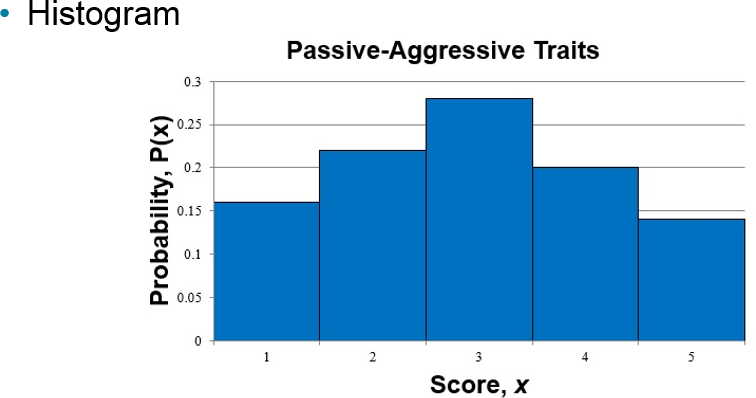 • Histogram
Passive-Aggressive Traits
Probability, P(x)
0.3
0.25
0.2
0.15
0.1
0.05
0
1 2 3 4 5
Score, x